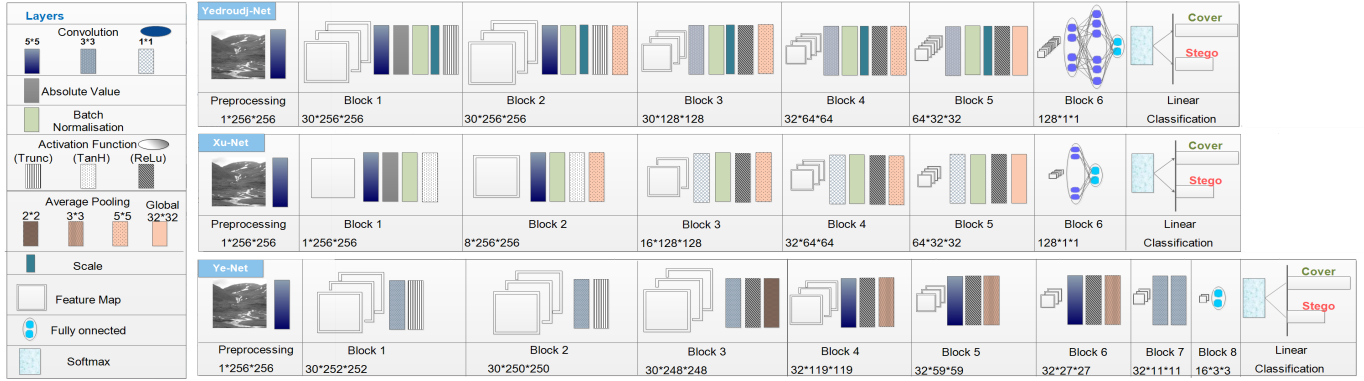 Layers
Convolution
5*5 3*3 1*1
Absolute Value
Batch
Normalisation
Activation Function
(Trunc) (TanH) (ReLu)
Average Pooling
2*2 3*3 5*5 Global
32*32
Scale
Feature Map
Fully onnected
Softmax
Yedroudj-Net
Cover
Stego
Preprocessing Block 1 Block 2 Block 3 Block 4 Block 5 Block 6 Linear
1*256*256 30*256*256 30*256*256 30*128*128 32*64*64 64*32*32 128*1*1 Classification
Xu-Net
Cover
Stego
Preprocessing Block 1 Block 2 Block 3 Block 4 Block 5 Block 6 Linear
1*256*256 1*256*256 8*256*256 16*128*128 32*64*64 64*32*32 128*1*1 Classification
Ye-Net
Cover
Stego
Preprocessing Block 1 Block 2 Block 3 Block 4 Block 5 Block 6 Block 7 Block 8 Linear
1*256*256 30*252*252 30*250*250 30*248*248 32*119*119 32*59*59 32*27*27 32*11*11 16*3*3 Classification